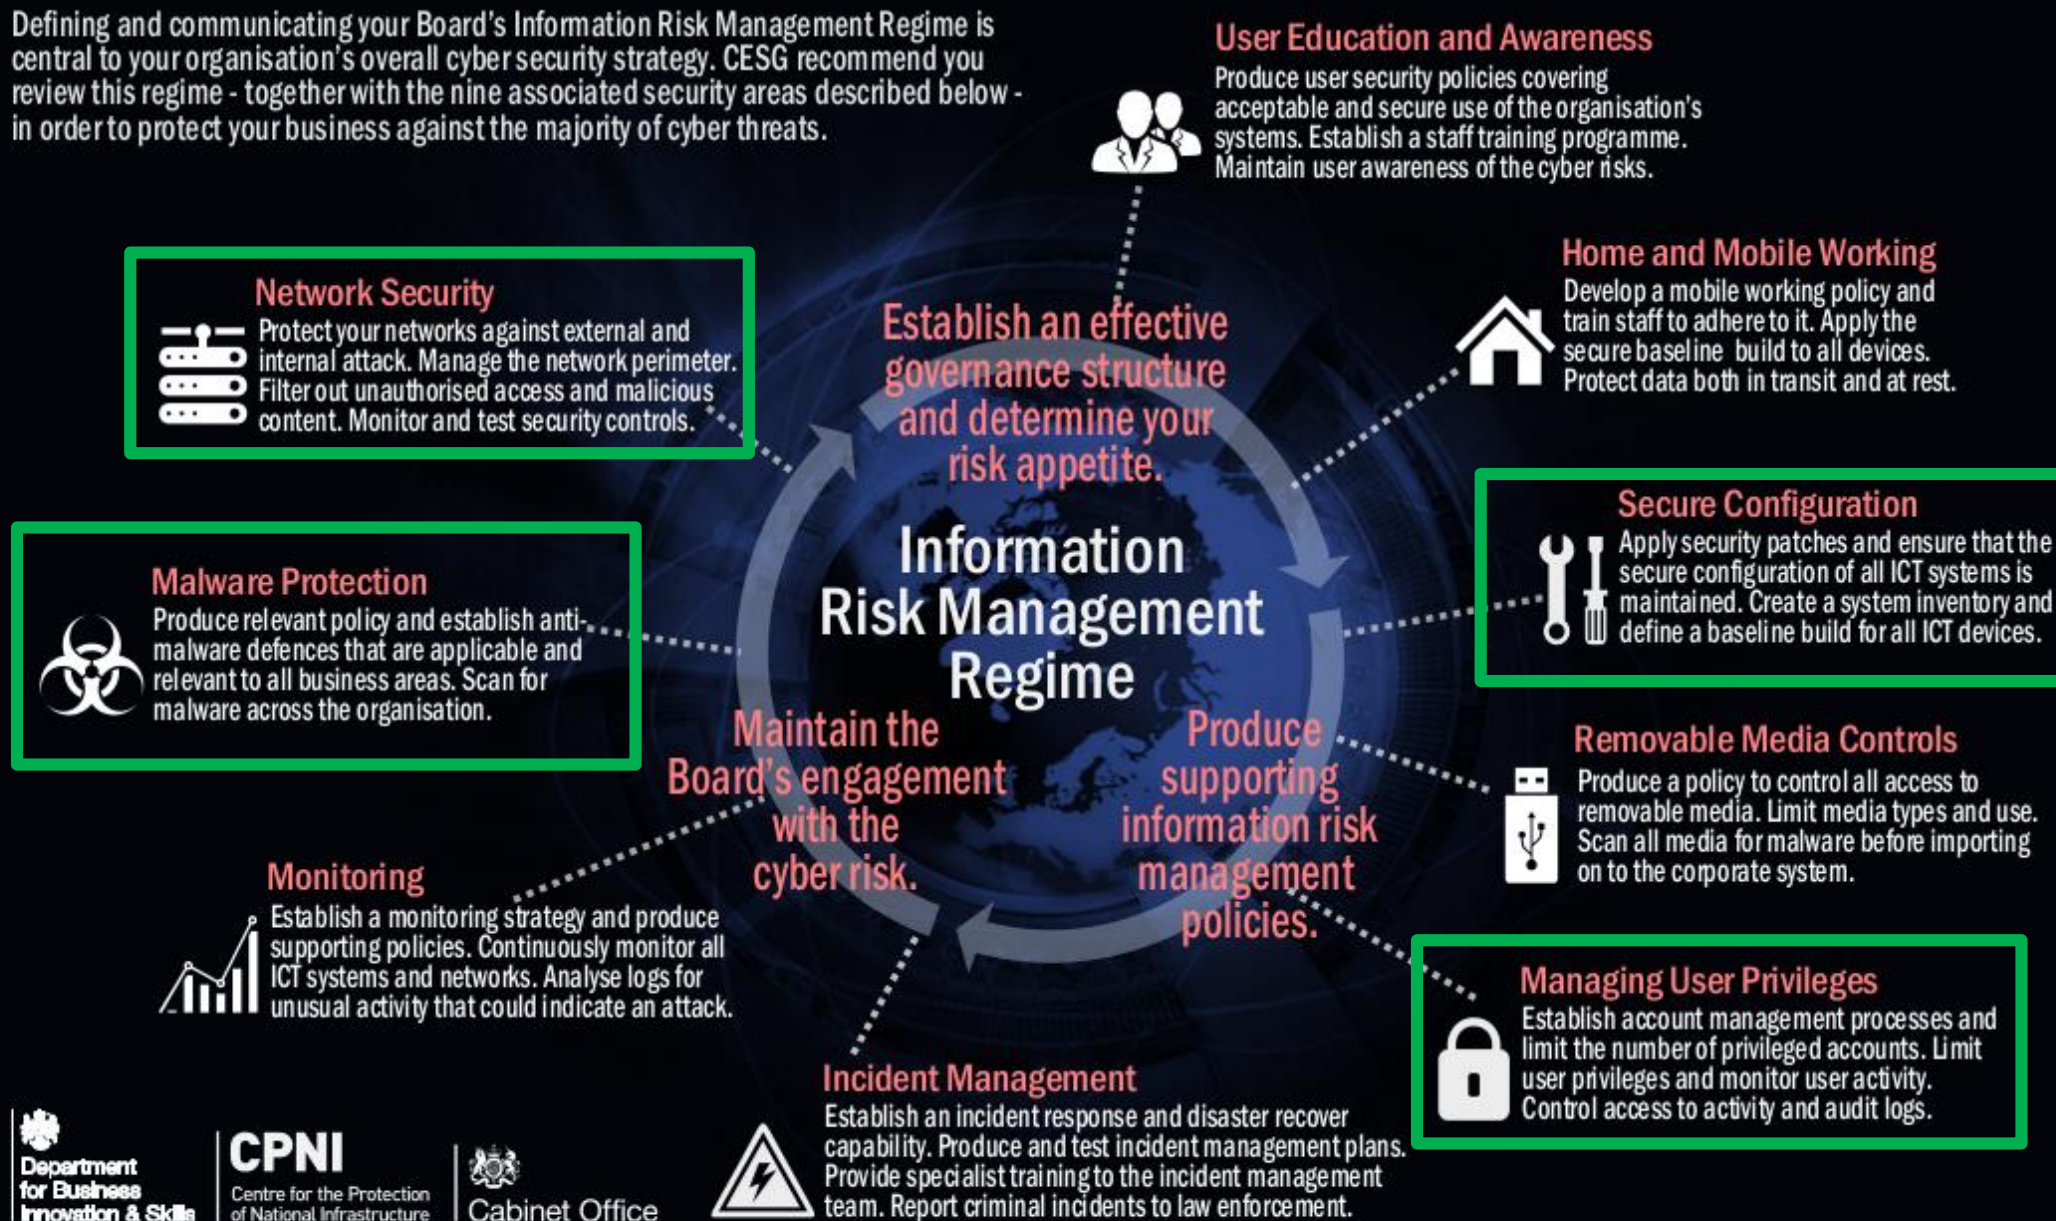 Defining and communicating your Board's Information Risk Management Regime is
central to your organisation's overall cyber security strategy. CESG recommend you
review this regime - together with the nine associated security areas described below -
in order to protect your business against the majority of cyber threats.
User Education and Awareness
Produce user security policies covering
acceptable and secure use of the organisation's
systems. Establish a staff training programme.
Maintain user awareness of the cyber risks.
Home and Mobile Working
Develop a mobile working policy and
train staff to adhere to it. Apply the
secure baseline build to all devices.
Protect data both in transit and at rest.
Network Security
Protect your networks against external and
internal attack. Manage the network perimeter.
Filter out unauthorised access and malicious
content. Monitor and test security controls.
Establish an effective
governance structure
and determine your
risk appetite.
Secure Configuration
Apply security patches and ensure that the
secure configuration of all ICT systems is
maintained. Create a system inventory and
define a baseline build for all ICT devices.
Information
Risk Management
Regime
Malware Protection
Produce relevant policy and establish anti-
malware defences that are applicable and
relevant to all business areas. Scan for
malware across the organisation.
Maintain the
Board's engagement
with the
cyber risk.
Produce
supporting
information risk
management
policies.
Removable Media Controls
Produce a policy to control all access to
removable media. Limit media types and use.
Scan all media for malware before importing
on to the corporate system.
Monitoring
Establish a monitoring strategy and produce
supporting policies. Continuously monitor all
ICT systems and networks. Analyse logs for
unusual activity that could indicate an attack.
Managing User Privileges
Establish account management processes and
limit the number of privileged accounts. Limit
user privileges and monitor user activity.
Control access to activity and audit logs.
Incident Management
Establish an incident response and disaster recover
capability. Produce and test incident management plans.
Provide specialist training to the incident management
team. Report criminal incidents to law enforcement.
Department
for Business
Innovation & Skills
CPNI
Centre for the Protection
of National Infrastructure
Cabinet Office